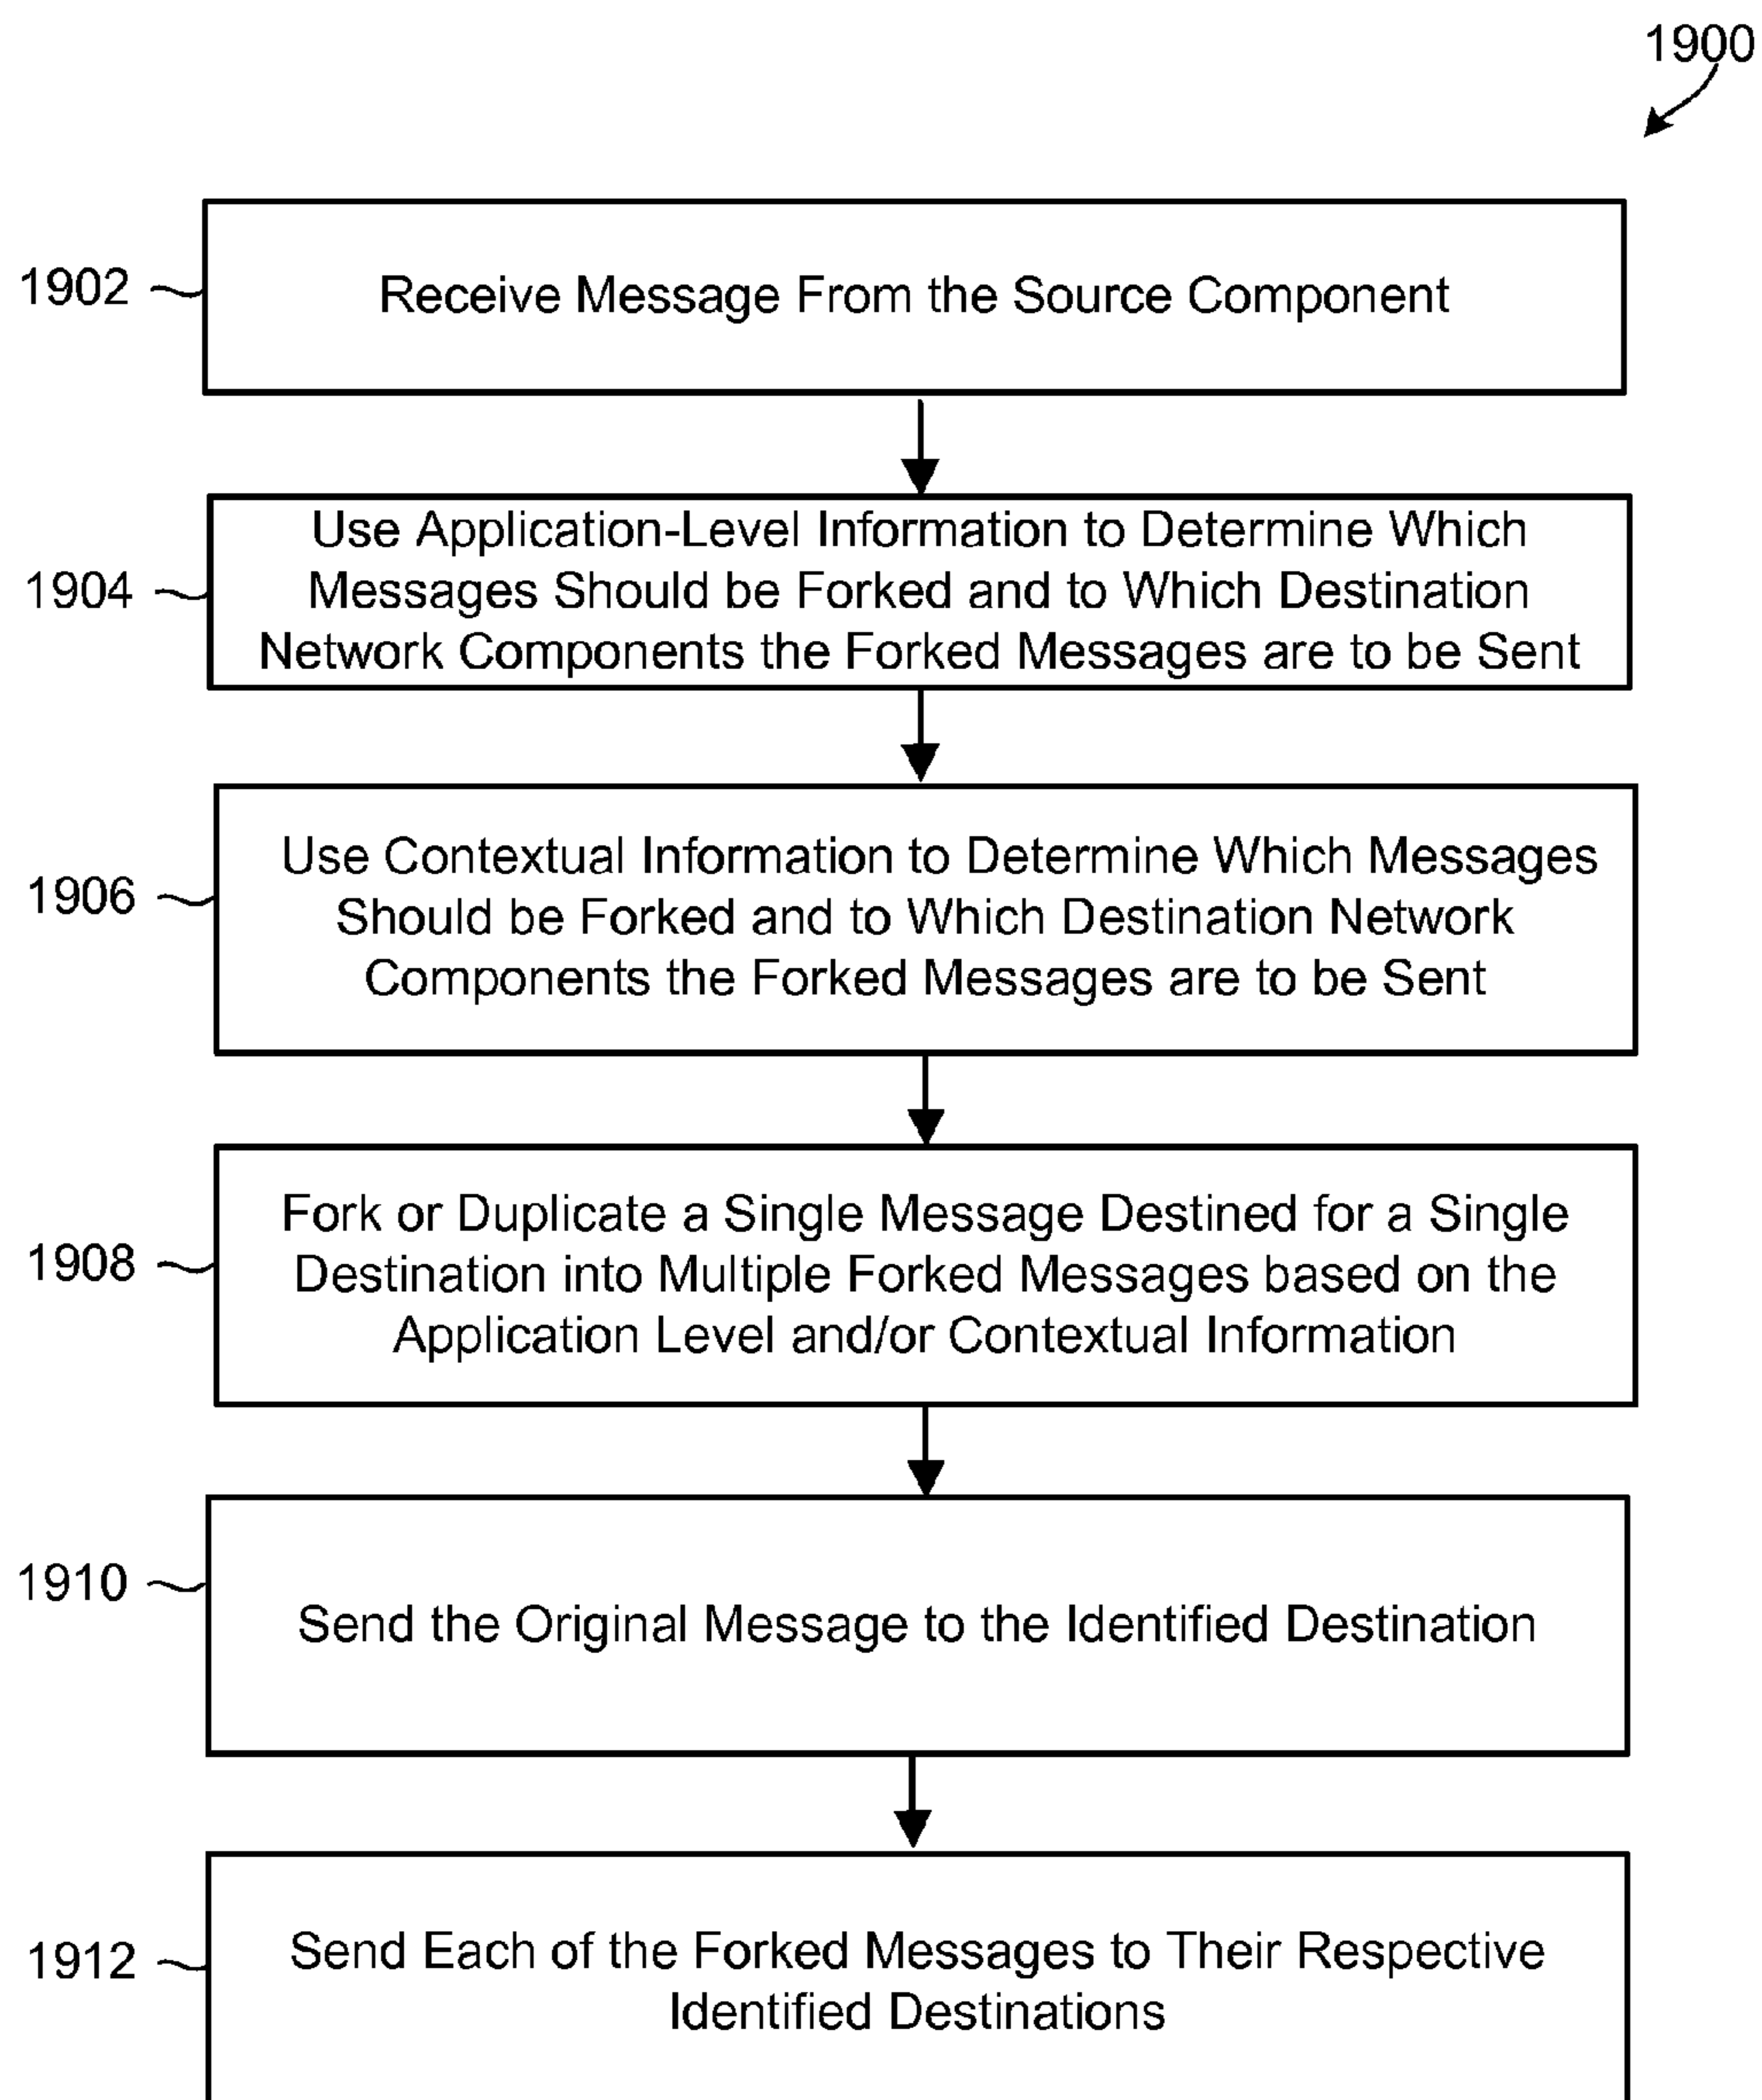 1900
1902
Receive Message From the Source Component
1904
Use Application-Level Information to Determine Which
Messages Should be Forked and to Which Destination
Network Components the Forked Messages are to be Sent
1906
Use Contextual Information to Determine Which Messages
Should be Forked and to Which Destination Network
Components the Forked Messages are to be Sent
1908
Fork or Duplicate a Single Message Destined for a Single
Destination into Multiple Forked Messages based on the
Application Level and/or Contextual Information
1910
Send the Original Message to the Identified Destination
1912
Send Each of the Forked Messages to Their Respective
Identified Destinations